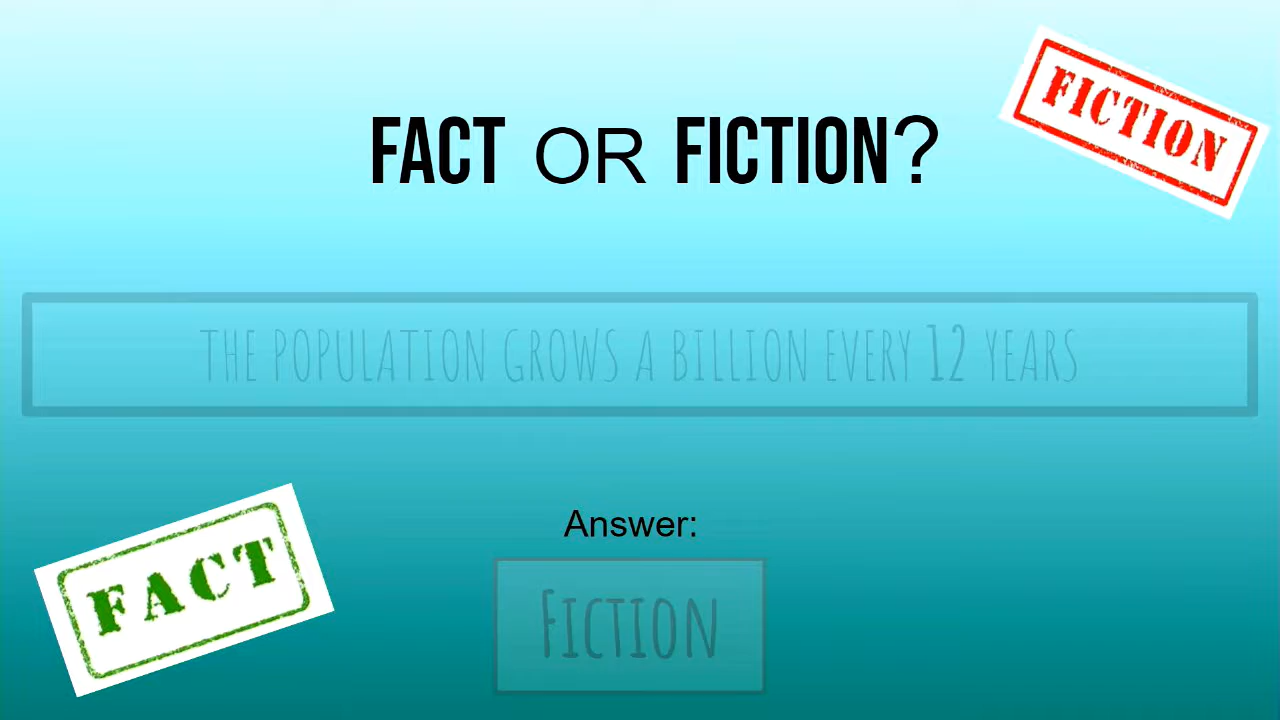 FICTION
FACT OR FICTION?
THE POPULATION GROWS A BILLION EVERY 12 YEARS
Answer:
FICTION
FACT